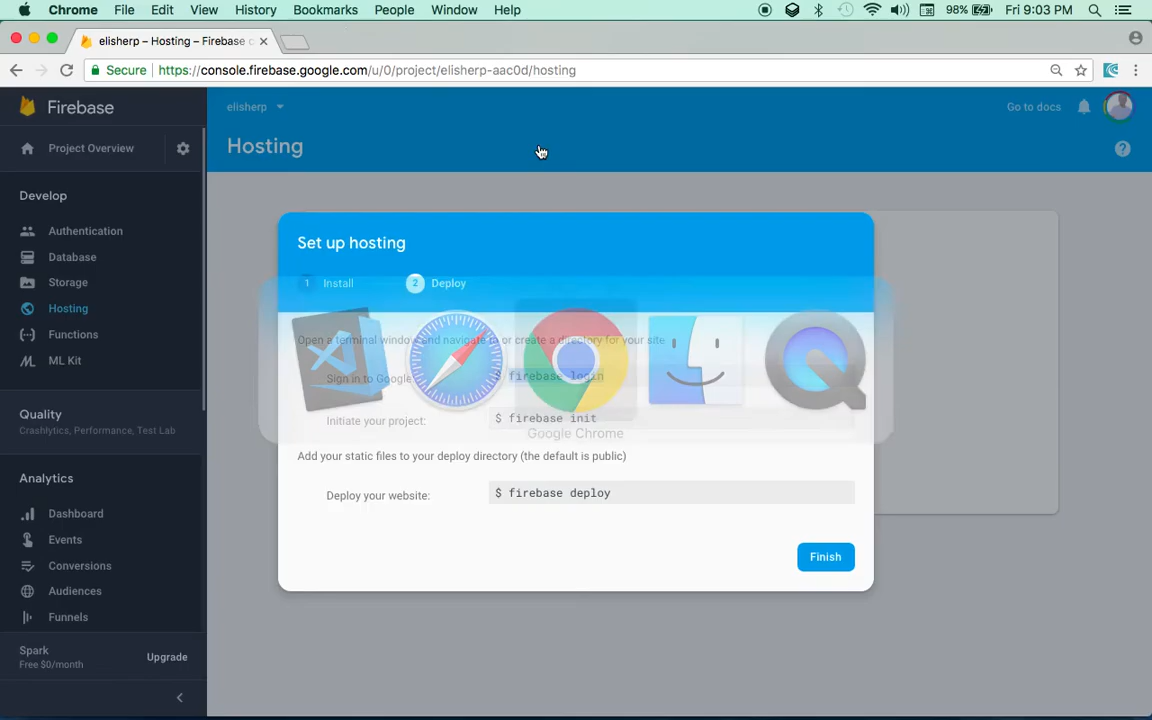 Chrome File Edit View History Bookmarks People Window Help 98% Fri 9:03 PM
elisherp – Hosting – Firebase c
Secure https://console.firebase.google.com/u/0/project/elisherp-aac0d/hosting
Firebase
elisherp
Go to docs
Project Overview
Hosting
Develop
Authentication
Database
Storage
Hosting
Functions
ML Kit
Quality
Crashlytics, Performance, Test Lab
Analytics
Dashboard
Events
Conversions
Audiences
Funnels
Spark
Free $0/month
Upgrade
Set up hosting
1 Install
2 Deploy
Open a terminal window and navigate to or create a directory for your site
Sign in to Google:
$ firebase login
Initiate your project:
$ firebase init
Google Chrome
Add your static files to your deploy directory (the default is public)
Deploy your website:
$ firebase deploy
Finish